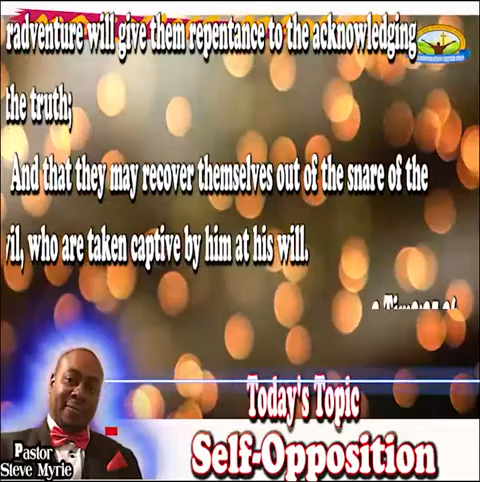 radventure will give them repentance to the acknowledging
the truth;
And that they may recover themselves out of the snare of the
vil, who are taken captive by him at his will.
Today's Topic
Self-Opposition
Pastor
Steve Myrie